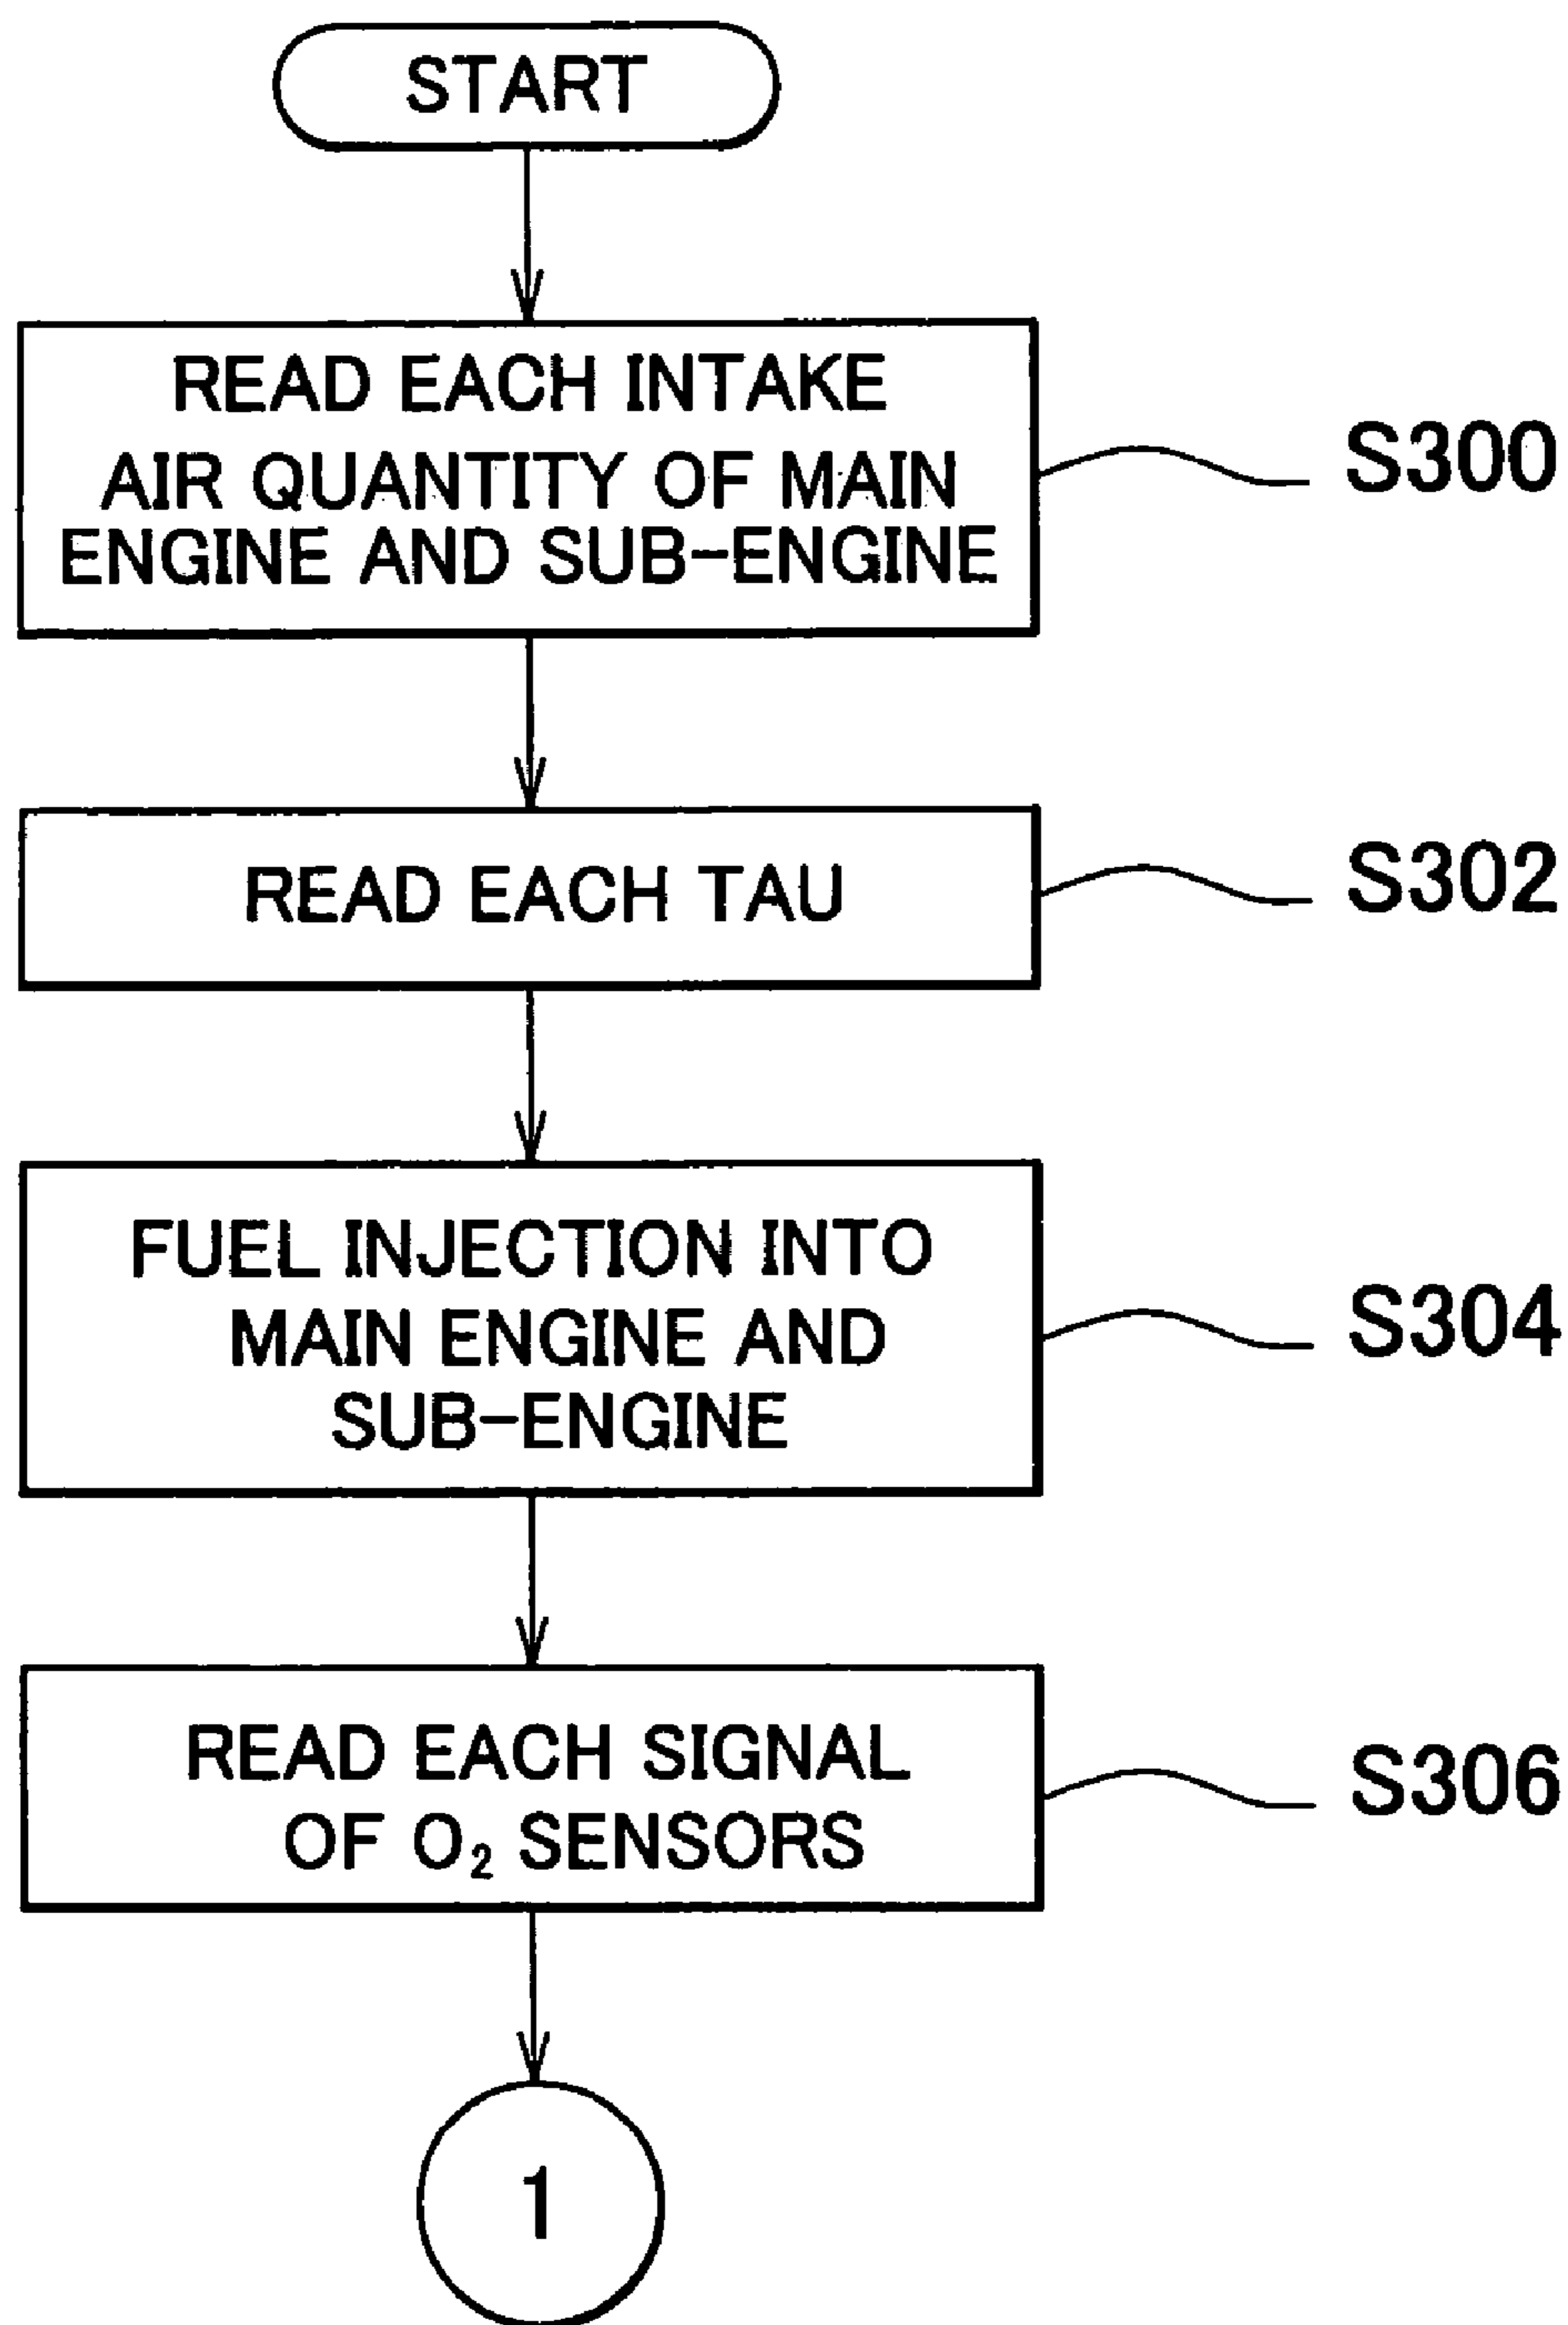 START
READ EACH INTAKE
AIR QUANTITY OF MAIN
ENGINE AND SUB-ENGINE
S300
READ EACH TAU
S302
FUEL INJECTION INTO
MAIN ENGINE AND
SUB-ENGINE
S304
READ EACH SIGNAL
OF O₂ SENSORS
S306
1